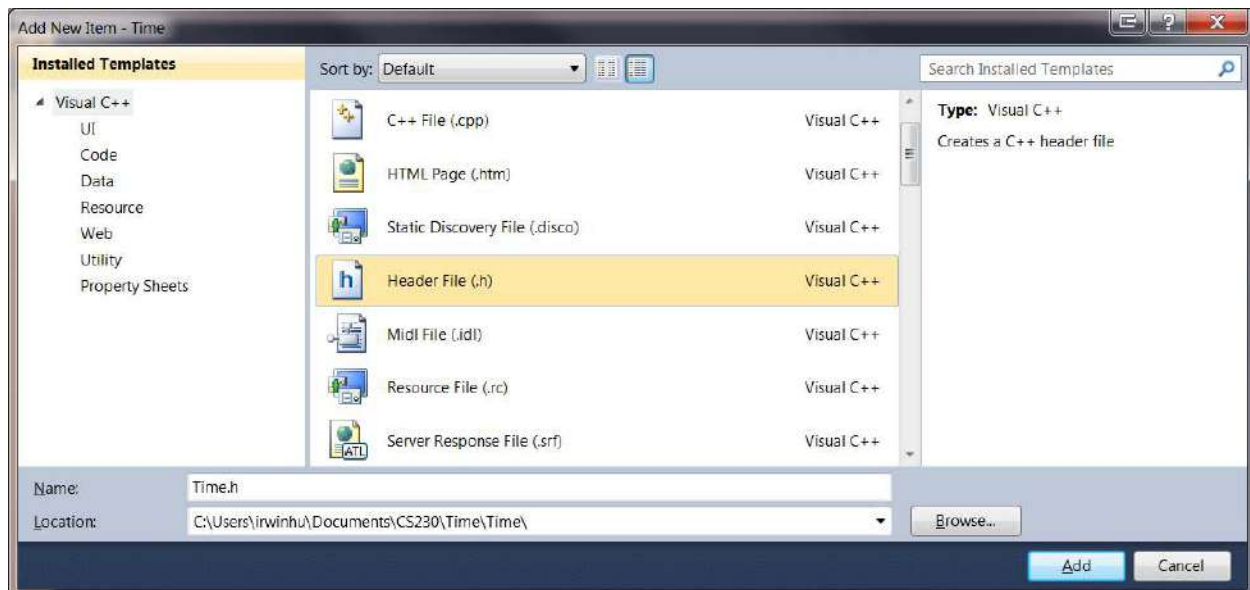 Add New Item - Time
Installed Templates
Visual C++
UI
Code
Data
Resource
Web
Utility
Property Sheets
Sort by: Default
C++ File (.cpp) Visual C++
HTML Page (.htm) Visual C++
Static Discovery File (.disco) Visual C++
h Header File (.h) Visual C++
Midl File (.idl) Visual C++
Resource File (.rc) Visual C++
ATL Server Response File (.srf) Visual C++
Search Installed Templates
Type: Visual C++
Creates a C++ header file
Name: Time.h
Location: C:\Users\irwinhu\Documents\CS230\Time\Time\
Browse...
Add Cancel